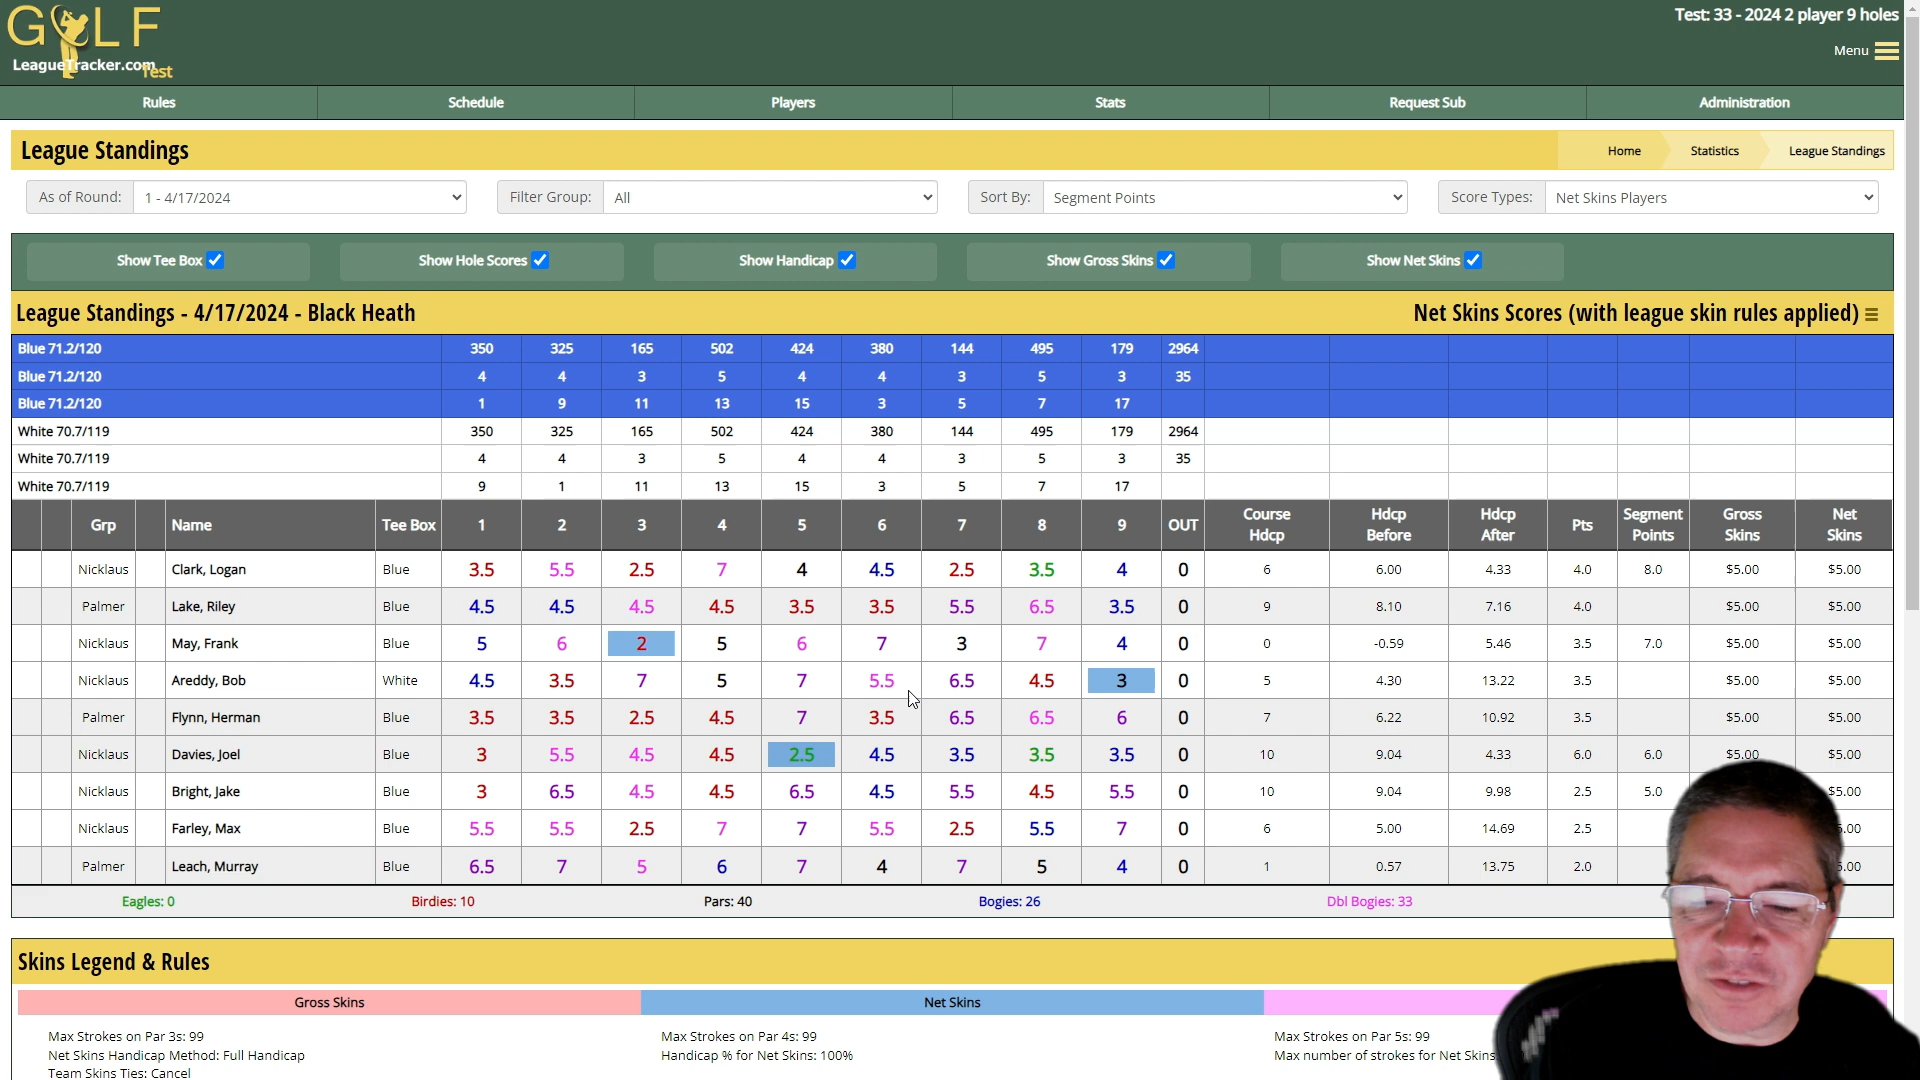 GOLF
LeagueTracker.com
Test
Test: 33 - 2024 2 player 9 holes
Menu
Rules Schedule Players Stats Request Sub Administration
League Standings
Home Statistics League Standings
As of Round: 1 - 4/17/2024 Filter Group: All Sort By: Segment Points Score Types: Net Skins Players
Show Tee Box Show Hole Scores Show Handicap Show Gross Skins Show Net Skins
League Standings - 4/17/2024 - Black Heath Net Skins Scores (with league skin rules applied)
Blue 71.2/120 350 325 165 502 424 380 144 495 179 2964
Blue 71.2/120 4 4 3 5 4 4 3 5 3 35
Blue 71.2/120 1 9 11 13 15 3 5 7 17
White 70.7/119 350 325 165 502 424 380 144 495 179 2964
White 70.7/119 4 4 3 5 4 4 3 5 3 35
White 70.7/119 9 1 11 13 15 3 5 7 17
Grp Name Tee Box 1 2 3 4 5 6 7 8 9 OUT Course Hdcp Hdcp Before Hdcp After Pts Segment Points Gross Skins Net Skins
Nicklaus Clark, Logan Blue 3.5 5.5 2.5 7 4 4.5 2.5 3.5 4 0 6 6.00 4.33 4.0 8.0 $5.00 $5.00
Palmer Lake, Riley Blue 4.5 4.5 4.5 4.5 3.5 3.5 5.5 6.5 3.5 0 9 8.10 7.16 4.0 $5.00 $5.00
Nicklaus May, Frank Blue 5 6 2 5 6 7 3 7 4 0 0 -0.59 5.46 3.5 7.0 $5.00 $5.00
Nicklaus Areddy, Bob White 4.5 3.5 7 5 7 5.5 6.5 4.5 3 0 5 4.30 13.22 3.5 $5.00 $5.00
Palmer Flynn, Herman Blue 3.5 3.5 2.5 4.5 7 3.5 6.5 6.5 6 0 7 6.22 10.92 3.5 $5.00 $5.00
Nicklaus Davies, Joel Blue 3 5.5 4.5 4.5 2.5 4.5 3.5 3.5 3.5 0 10 9.04 4.33 6.0 6.0 $5.00 $5.00
Nicklaus Bright, Jake Blue 3 6.5 4.5 4.5 6.5 4.5 5.5 4.5 5.5 0 10 9.04 9.98 2.5 5.0 $5.00
Nicklaus Farley, Max Blue 5.5 5.5 2.5 7 7 5.5 2.5 5.5 7 0 6 5.00 14.69 2.5 5.00
Palmer Leach, Murray Blue 6.5 7 5 6 7 4 7 5 4 0 1 0.57 13.75 2.0 5.00
Eagles: 0 Birdies: 10 Pars: 40 Bogies: 26 Dbl Bogies: 33
Skins Legend & Rules
Gross Skins Net Skins
Max Strokes on Par 3s: 99 Max Strokes on Par 4s: 99 Max Strokes on Par 5s: 99
Net Skins Handicap Method: Full Handicap Handicap % for Net Skins: 100% Max number of strokes for Net Skins
Team Skins Ties: Cancel